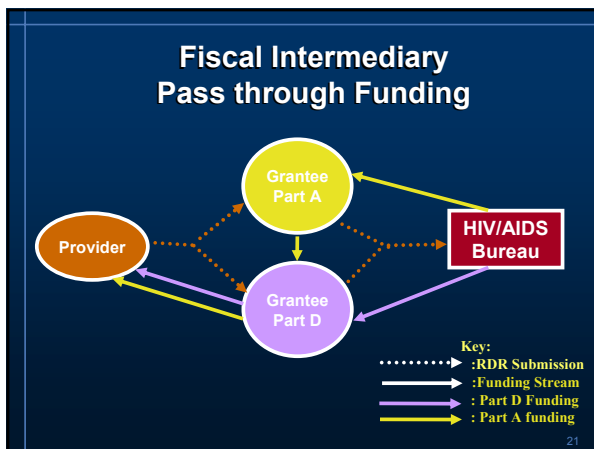 Fiscal Intermediary
Pass through Funding
Grantee
Part A
Provider
HIV/AIDS
Bureau
Grantee
Part D
Key:
:RDR Submission
:Funding Stream
: Part D Funding
: Part A funding
21